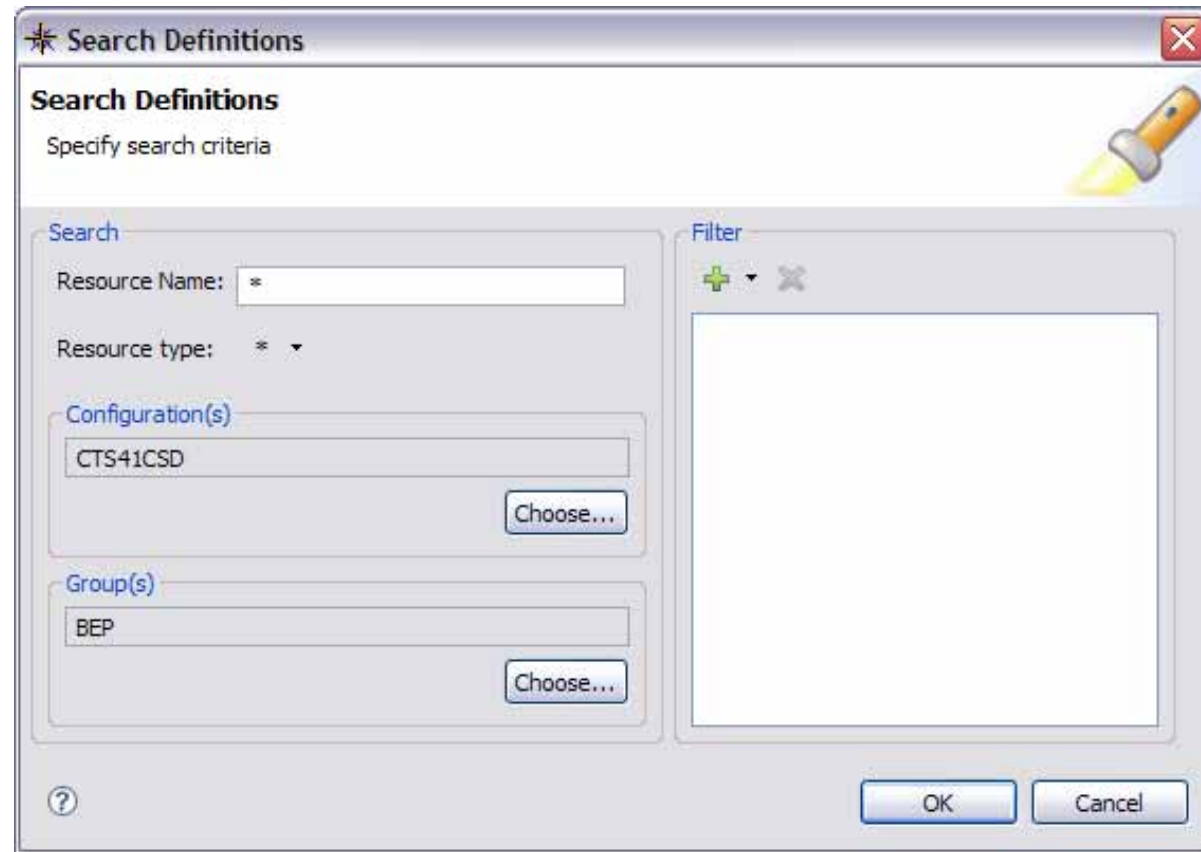 Search Definitions
Search Definitions
Specify search criteria
Search
Resource Name: *
Resource type: *
Configuration(s)
CTS41CSD
Choose...
Group(s)
BEP
Choose...
Filter
?
OK
Cancel